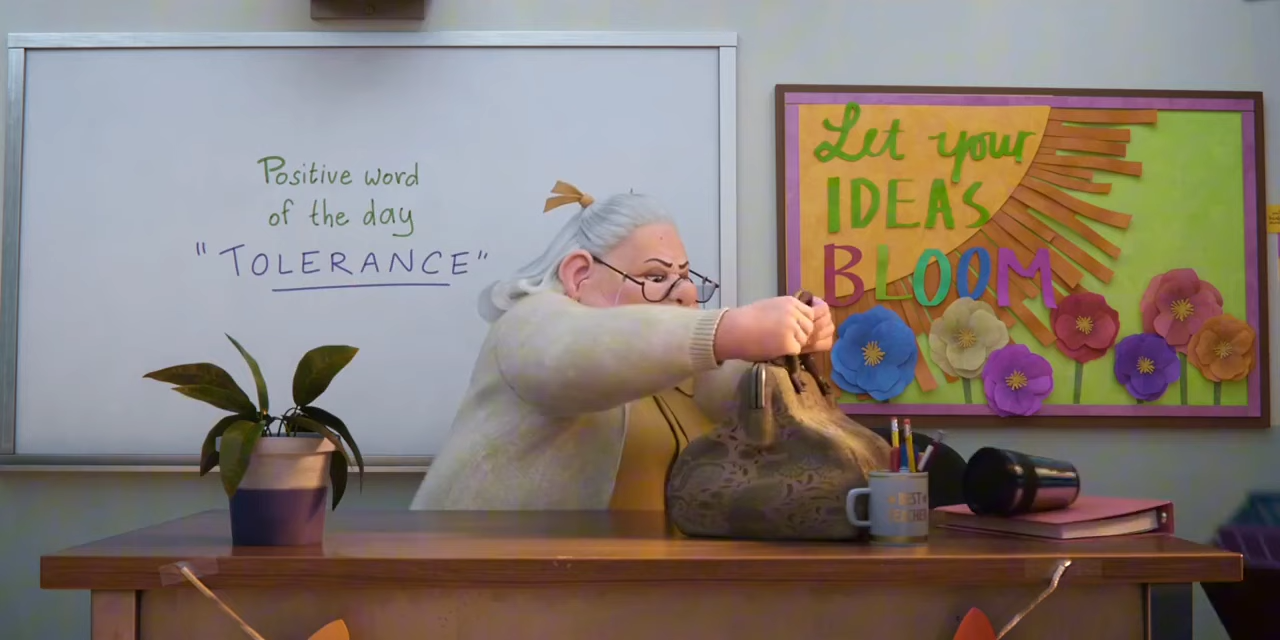 Positive word
of the day
"TOLERANCE"
Let your
IDEAS
BLOOM
BEST
TEACHER